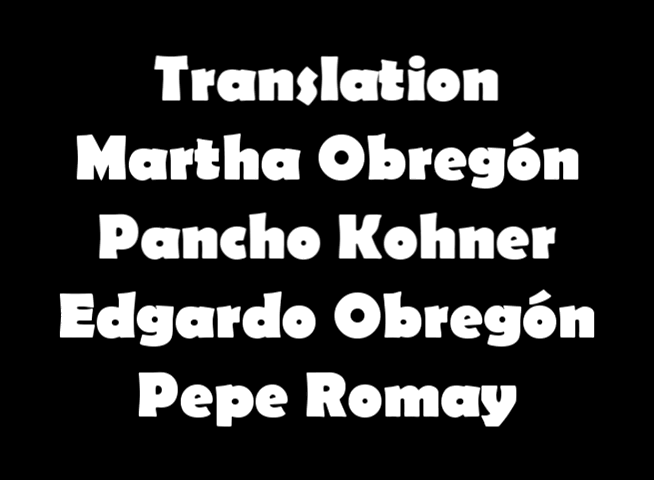 Translation
Martha Obregón
Pancho Kohner
Edgardo Obregón
Pepe Romay